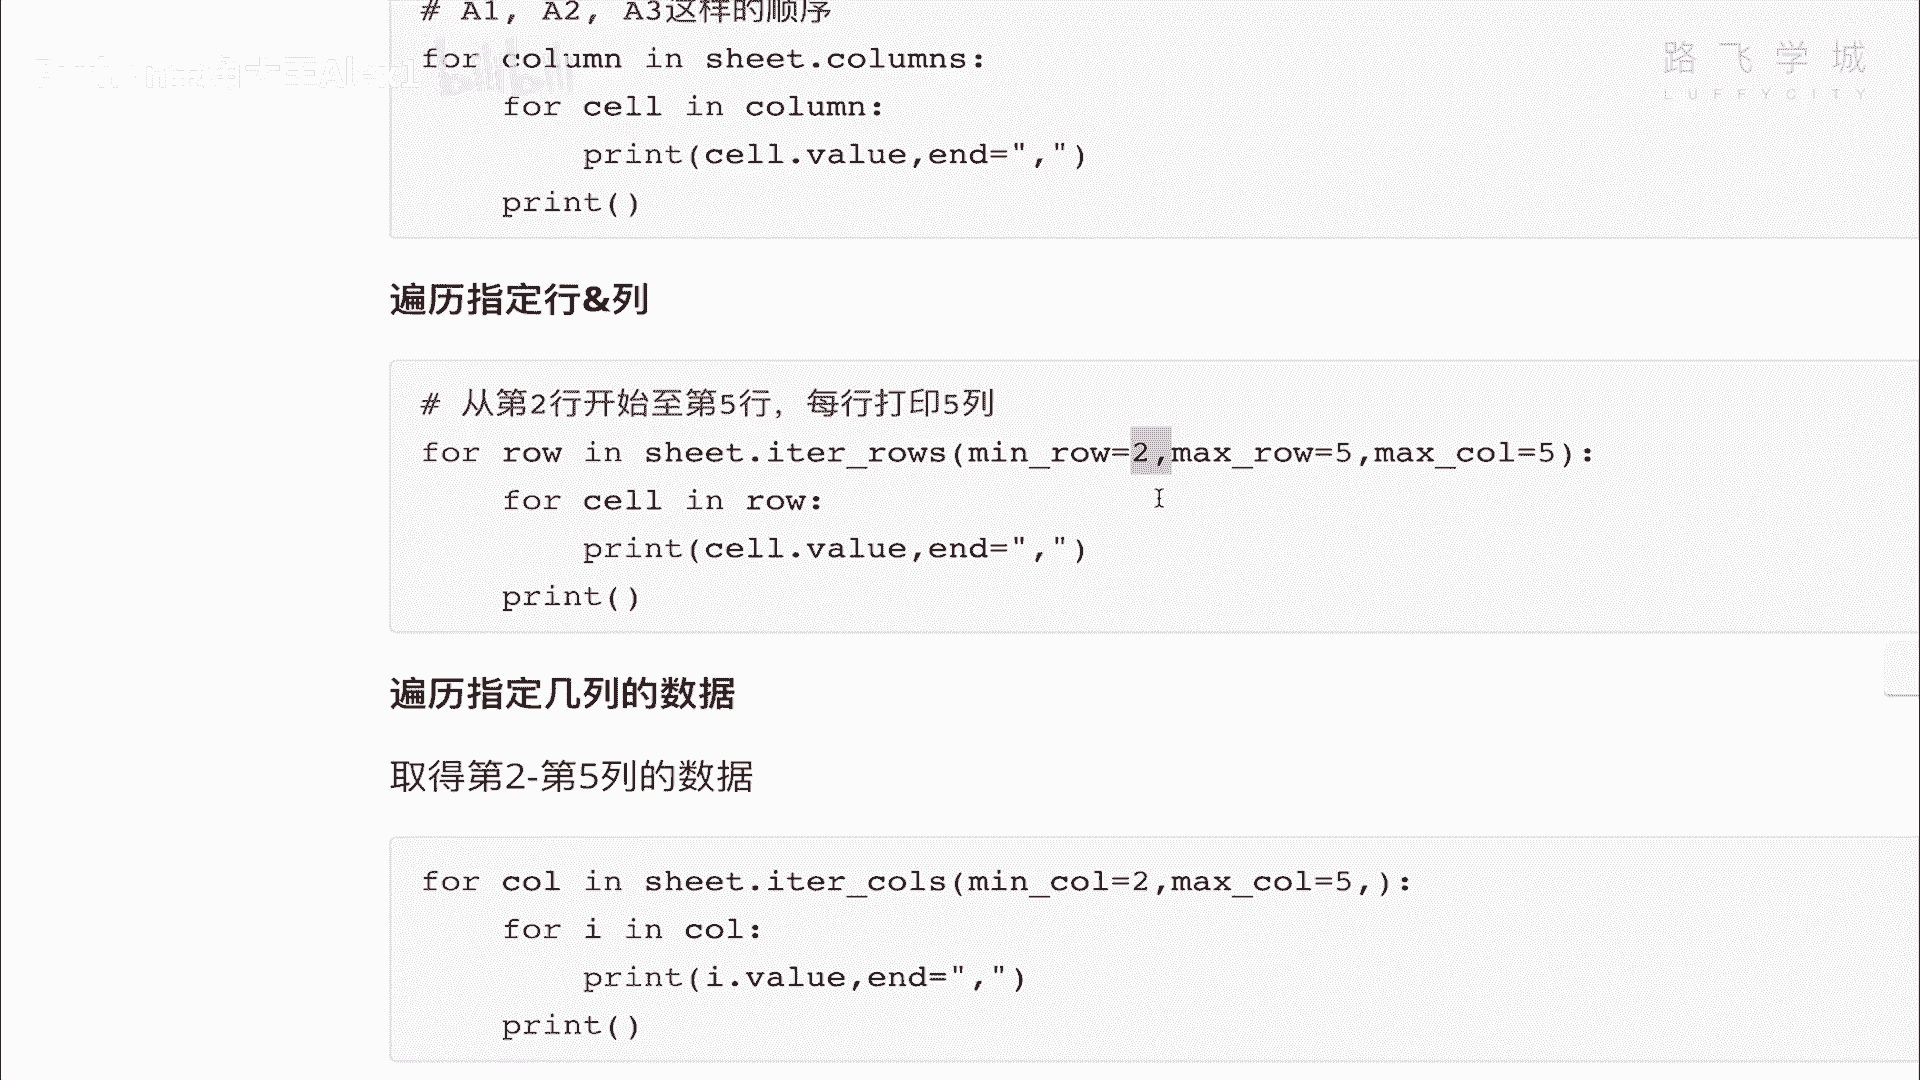 # A1, A2, A3这样的顺序
for column in sheet.columns:
    for cell in column:
        print(cell.value,end=",")
    print()
路飞学城
LUFFYCITY
遍历指定行&列
# 从第2行开始至第5行，每行打印5列
for row in sheet.iter_rows(min_row=2,max_row=5,max_col=5):
    for cell in row:
        print(cell.value,end=",")
    print()
遍历指定几列的数据
取得第2-第5列的数据
for col in sheet.iter_cols(min_col=2,max_col=5,):
    for i in col:
        print(i.value,end=",")
    print()